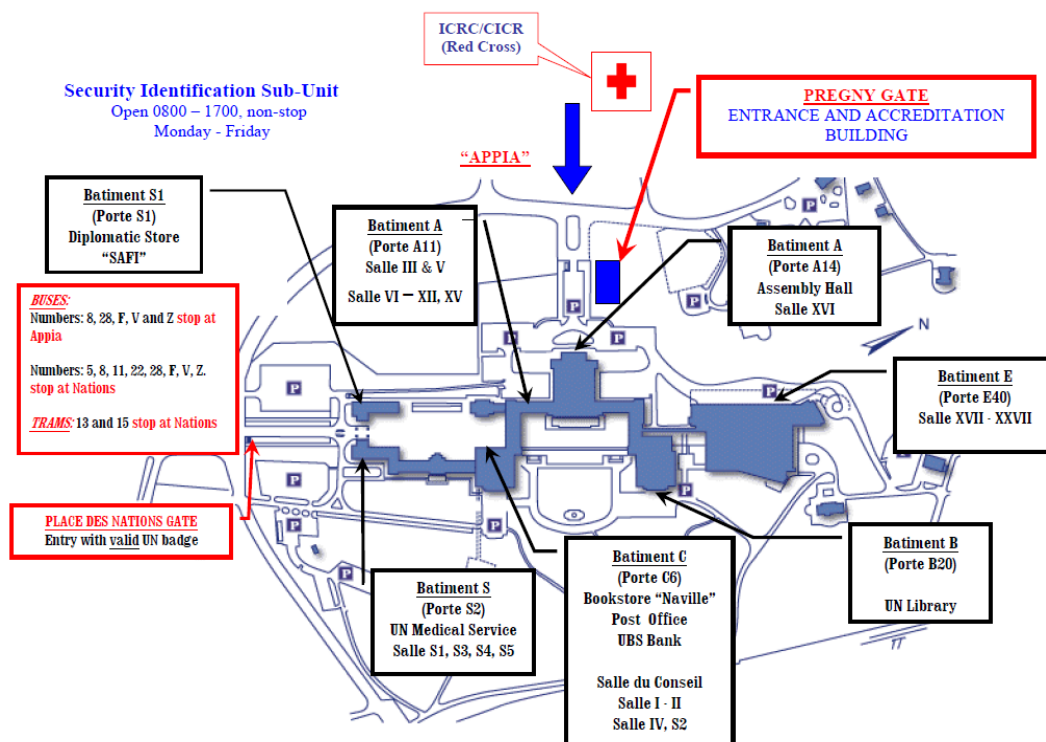 ICRC/CICR
(Red Cross)
Security Identification Sub-Unit
Open 0800 – 1700, non-stop
Monday - Friday
PREGNY GATE
ENTRANCE AND ACCREDITATION
BUILDING
"APPIA"
Batiment S1
(Porte S1)
Diplomatic Store
"SAFI"
Batiment A
(Porte A11)
Salle III & V
Salle VI – XII, XV
Batiment A
(Porte A14)
Assembly Hall
Salle XVI
BUSES:
Numbers: 8, 28, F, V and Z stop at
Appia
Numbers: 5, 8, 11, 22, 28, F, V, Z.
stop at Nations
TRAMS: 13 and 15 stop at Nations
N
Batiment E
(Porte E40)
Salle XVII - XXVII
PLACE DES NATIONS GATE
Entry with valid UN badge
Batiment S
(Porte S2)
UN Medical Service
Salle S1, S3, S4, S5
Batiment C
(Porte C6)
Bookstore "Naville"
Post Office
UBS Bank
Salle du Conseil
Salle I - II
Salle IV, S2
Batiment B
(Porte B20)
UN Library
P
P
P
P
P
P
P
P
P
P
P
P
P
P